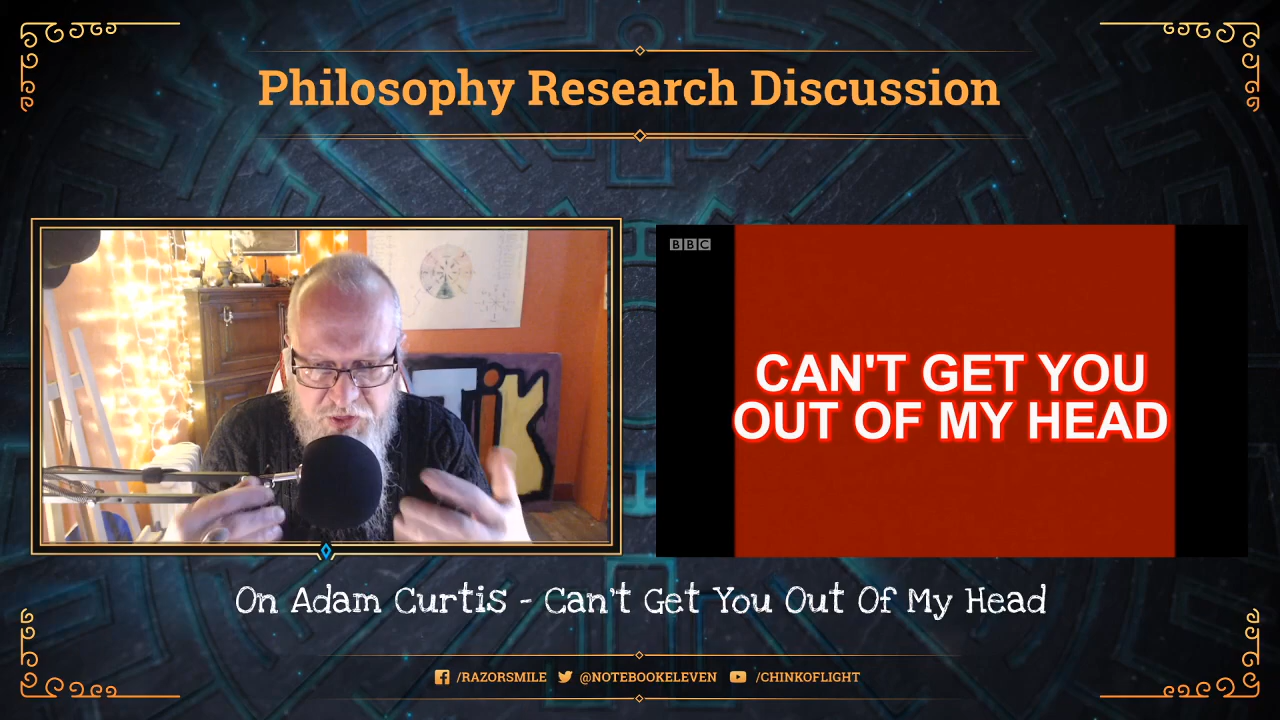 Philosophy Research Discussion
BBC
CAN'T GET YOU
OUT OF MY HEAD
TiK
On Adam Curtis - Can't Get You Out Of My Head
/RAZORSMILE @NOTEBOOKELEVEN /CHINKOFLIGHT